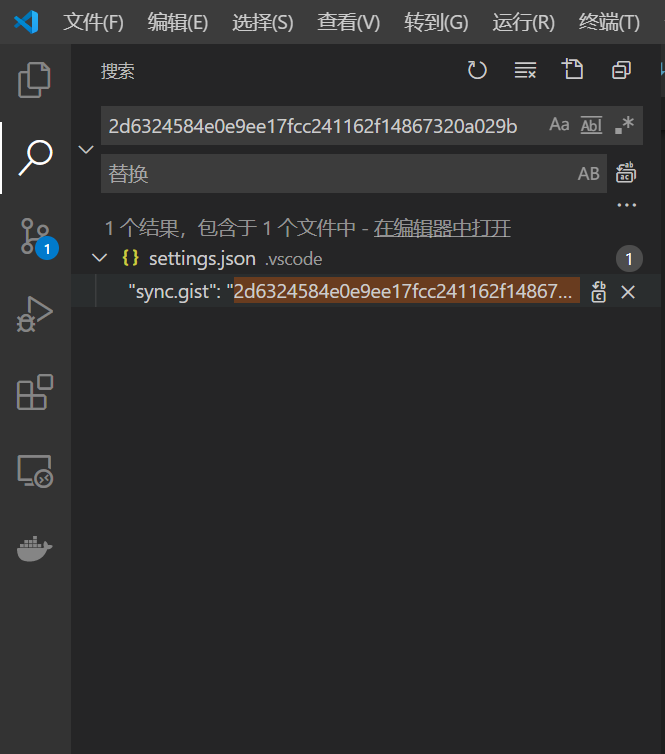 文件(F) 编辑(E) 选择(S) 查看(V) 转到(G) 运行(R) 终端(T)
搜索
2d6324584e0e9ee17fcc241162f14867320a029b Aa Abl .*
替换 AB
1 个结果，包含于 1 个文件中 - 在编辑器中打开
{} settings.json .vscode 1
"sync.gist": "2d6324584e0e9ee17fcc241162f14867...
1